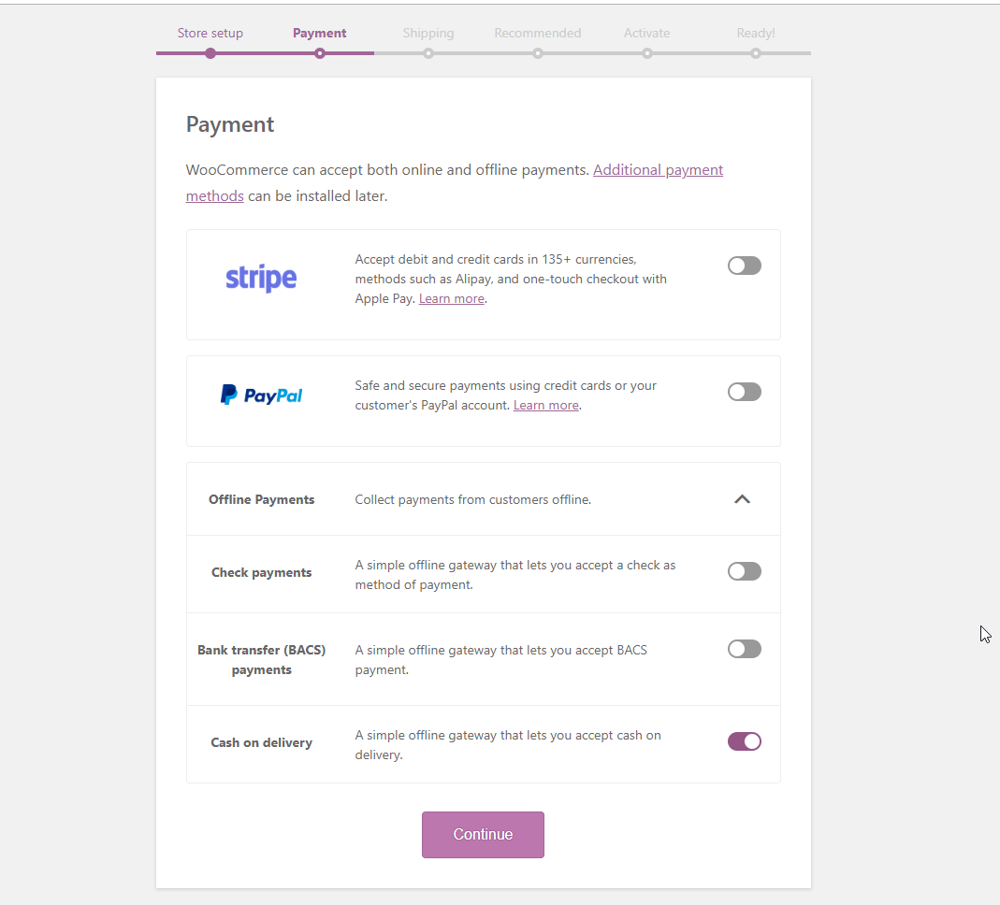 Store setup Payment Shipping Recommended Activate Ready!
Payment
WooCommerce can accept both online and offline payments. Additional payment
methods can be installed later.
stripe
Accept debit and credit cards in 135+ currencies,
methods such as Alipay, and one-touch checkout with
Apple Pay. Learn more.
PayPal
Safe and secure payments using credit cards or your
customer's PayPal account. Learn more.
Offline Payments
Collect payments from customers offline.
Check payments
A simple offline gateway that lets you accept a check as
method of payment.
Bank transfer (BACS)
payments
A simple offline gateway that lets you accept BACS
payment.
Cash on delivery
A simple offline gateway that lets you accept cash on
delivery.
Continue